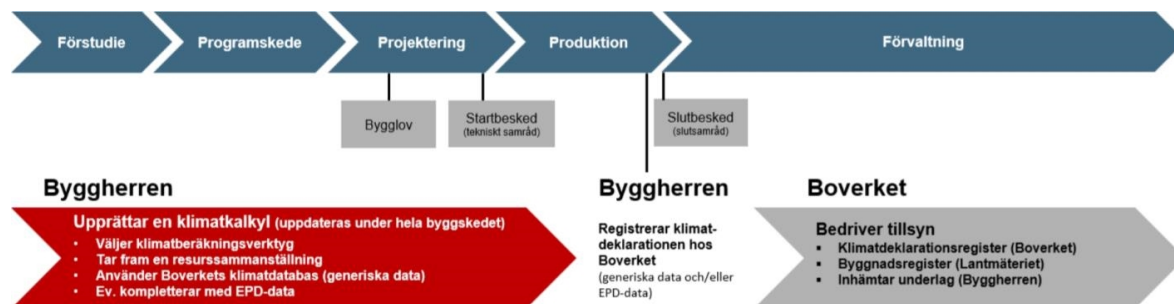 Förstudie
Programskede
Projektering
Produktion
Förvaltning
Bygglov
Startbesked
(tekniskt samråd)
Slutbesked
(slutsamråd)
Byggherren
Upprättar en klimatkalkyl (uppdateras under hela byggskedet)
• Väljer klimatberäkningsverktyg
• Tar fram en resurssammanställning
• Använder Boverkets klimatdatabas (generiska data)
• Ev. kompletterar med EPD-data
Byggherren
Registrerar klimat-
deklarationen hos
Boverket
(generiska data och/eller
EPD-data)
Boverket
Bedriver tillsyn
▪ Klimatdeklarationsregister (Boverket)
▪ Byggnadsregister (Lantmäteriet)
▪ Inhämtar underlag (Byggherren)